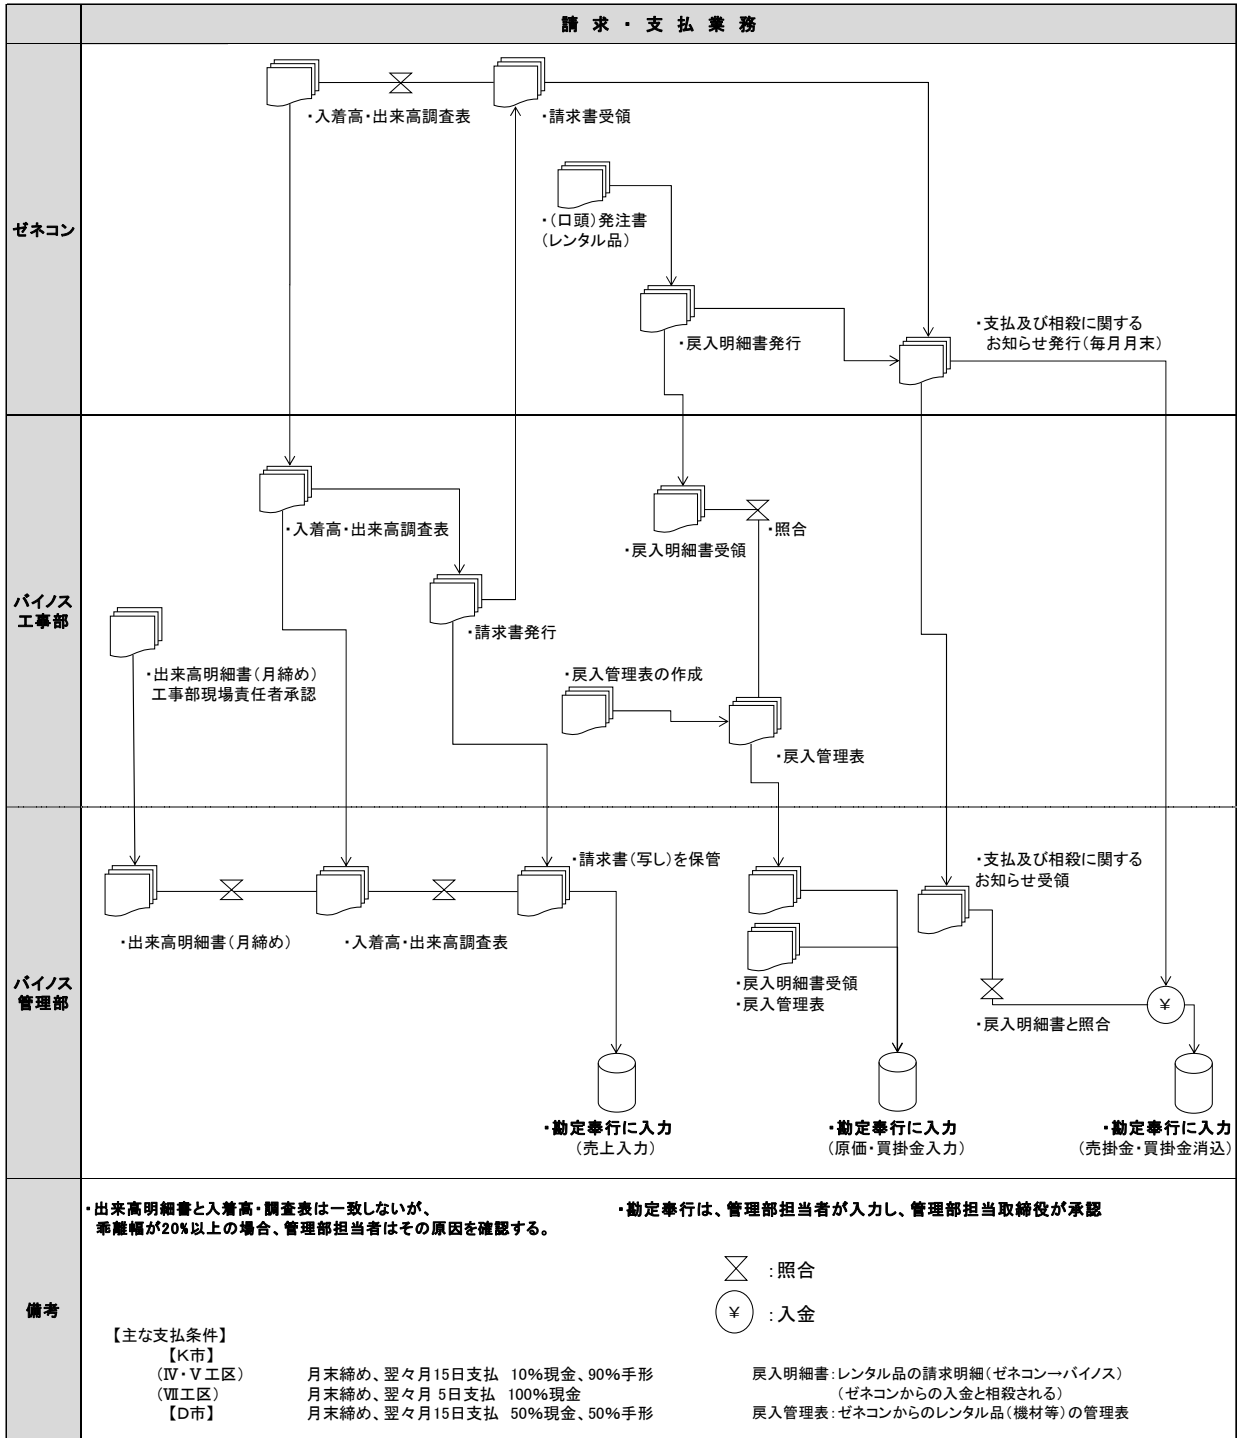 請 求 ・ 支 払 業 務
ゼネコン
・入着高・出来高調査表
・請求書受領
・(口頭)発注書
(レンタル品)
・戻入明細書発行
・支払及び相殺に関する
お知らせ発行(毎月月末)
バイノス
工事部
・入着高・出来高調査表
・請求書発行
・戻入明細書受領
・照合
・出来高明細書(月締め)
工事部現場責任者承認
・戻入管理表の作成
・戻入管理表
バイノス
管理部
・出来高明細書(月締め)
・入着高・出来高調査表
・請求書(写し)を保管
・戻入明細書受領
・戻入管理表
・支払及び相殺に関する
お知らせ受領
・戻入明細書と照合
¥
・勘定奉行に入力
(売上入力)
・勘定奉行に入力
(原価・買掛金入力)
・勘定奉行に入力
(売掛金・買掛金消込)
備考
・出来高明細書と入着高・調査表は一致しないが、
乖離幅が20%以上の場合、管理部担当者はその原因を確認する。
・勘定奉行は、管理部担当者が入力し、管理部担当取締役が承認
:照合
¥ :入金
【主な支払条件】
【K市】
(Ⅳ・Ⅴ工区) 月末締め、翌々月15日支払 10%現金、90%手形
(Ⅶ工区) 月末締め、翌々月 5日支払 100%現金
【D市】 月末締め、翌々月15日支払 50%現金、50%手形
戻入明細書:レンタル品の請求明細(ゼネコン→バイノス)
(ゼネコンからの入金と相殺される)
戻入管理表:ゼネコンからのレンタル品(機材等)の管理表